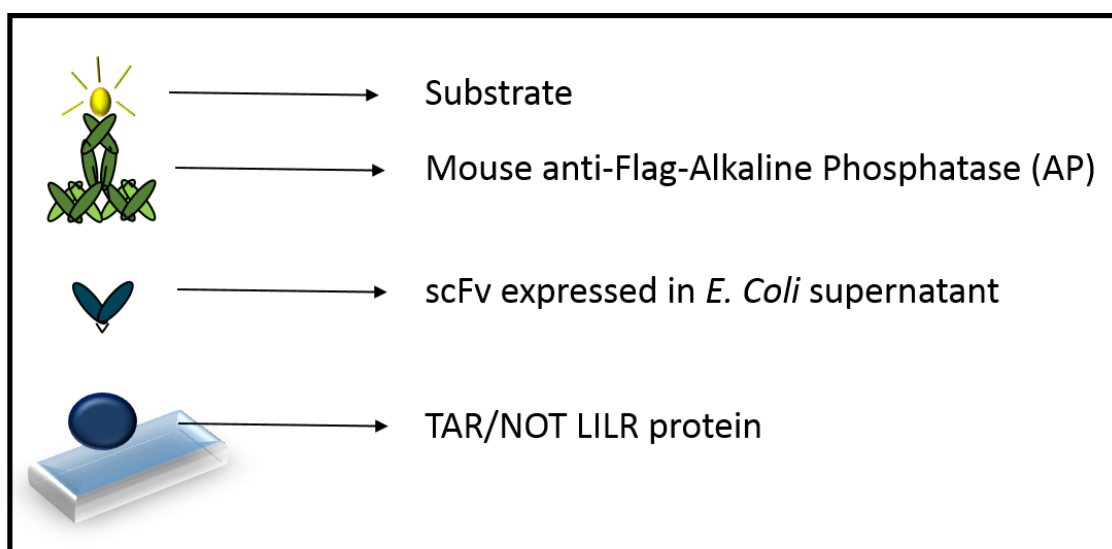 Substrate
Mouse anti-Flag-Alkaline Phosphatase (AP)
scFv expressed in E. Coli supernatant
TAR/NOT LILR protein